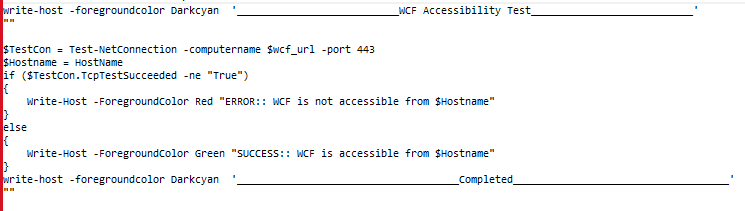 write-host -foregroundcolor Darkcyan  '__________________________WCF Accessibility Test__________________________'
""
$TestCon = Test-NetConnection -computername $wcf_url -port 443
$Hostname = HostName
if ($TestCon.TcpTestSucceeded -ne "True")
{
    Write-Host -ForegroundColor Red "ERROR:: WCF is not accessible from $Hostname"
}
else
{
    Write-Host -ForegroundColor Green "SUCCESS:: WCF is accessible from $Hostname"
}
write-host -foregroundcolor Darkcyan  '____________________________________Completed___________________________________'
""